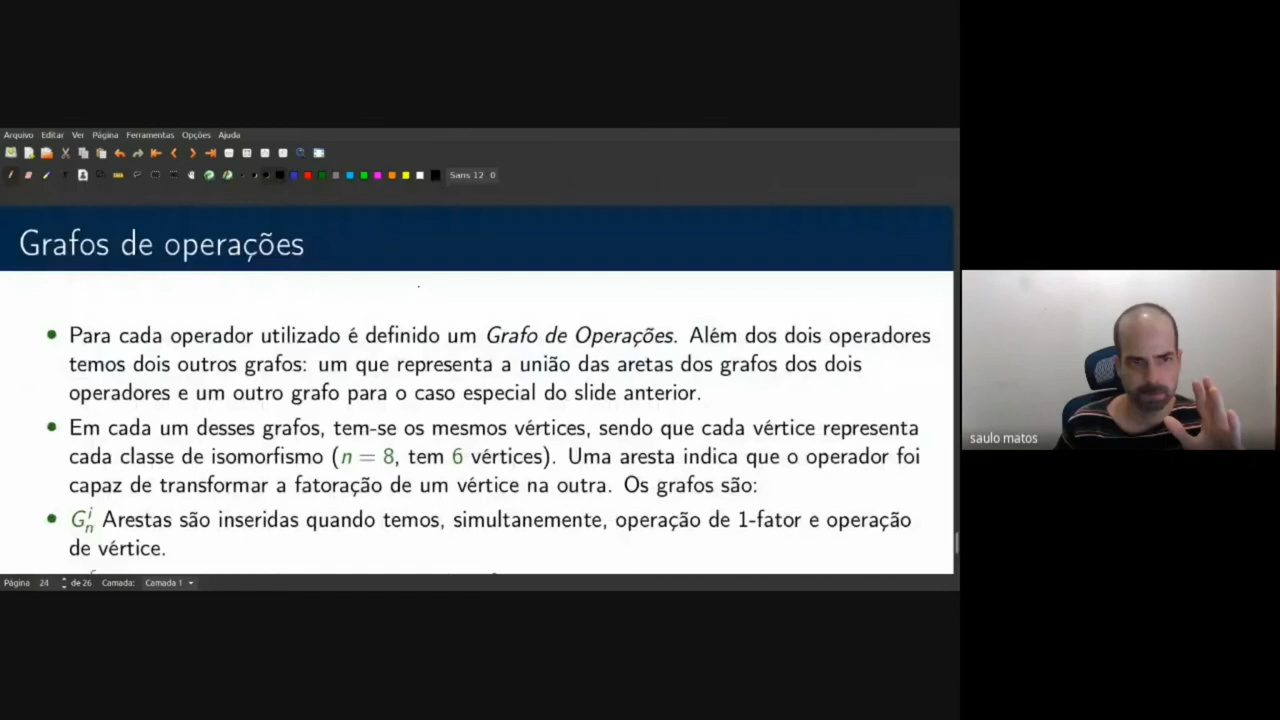 Arquivo Editar Ver Página Ferramentas Opções Ajuda
Sans 12
Grafos de operações
Para cada operador utilizado é definido um Grafo de Operações. Além dos dois operadores
temos dois outros grafos: um que representa a união das aretas dos grafos dos dois
operadores e um outro grafo para o caso especial do slide anterior.
Em cada um desses grafos, tem-se os mesmos vértices, sendo que cada vértice representa
cada classe de isomorfismo (n = 8, tem 6 vértices). Uma aresta indica que o operador foi
capaz de transformar a fatoração de um vértice na outra. Os grafos são:
G_n^i Arestas são inseridas quando temos, simultanemente, operação de 1-fator e operação
de vértice.
Página 24 de 26 Camada: Camada 1
saulo matos